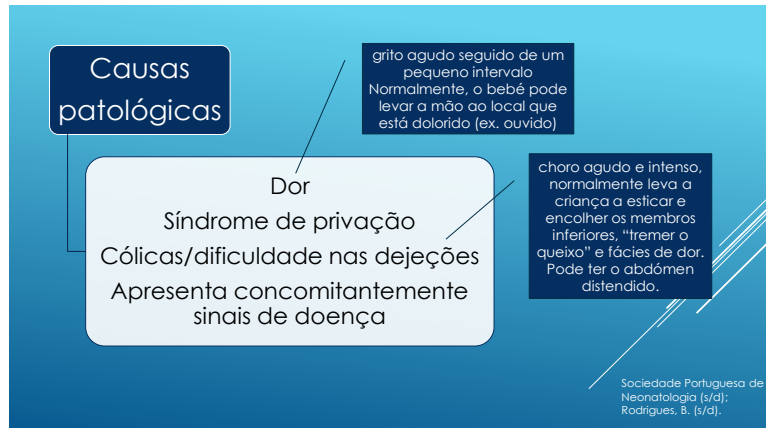 Causas
patológicas
grito agudo seguido de um
pequeno intervalo
Normalmente, o bebé pode
levar a mão ao local que
está dolorido (ex. ouvido)
Dor
Síndrome de privação
Cólicas/dificuldade nas dejeções
Apresenta concomitantemente
sinais de doença
choro agudo e intenso,
normalmente leva a
criança a esticar e
encolher os membros
inferiores, “tremer o
queixo” e fácies de dor.
Pode ter o abdómen
distendido.
Sociedade Portuguesa de
Neonatologia (s/d);
Rodrigues, B. (s/d).